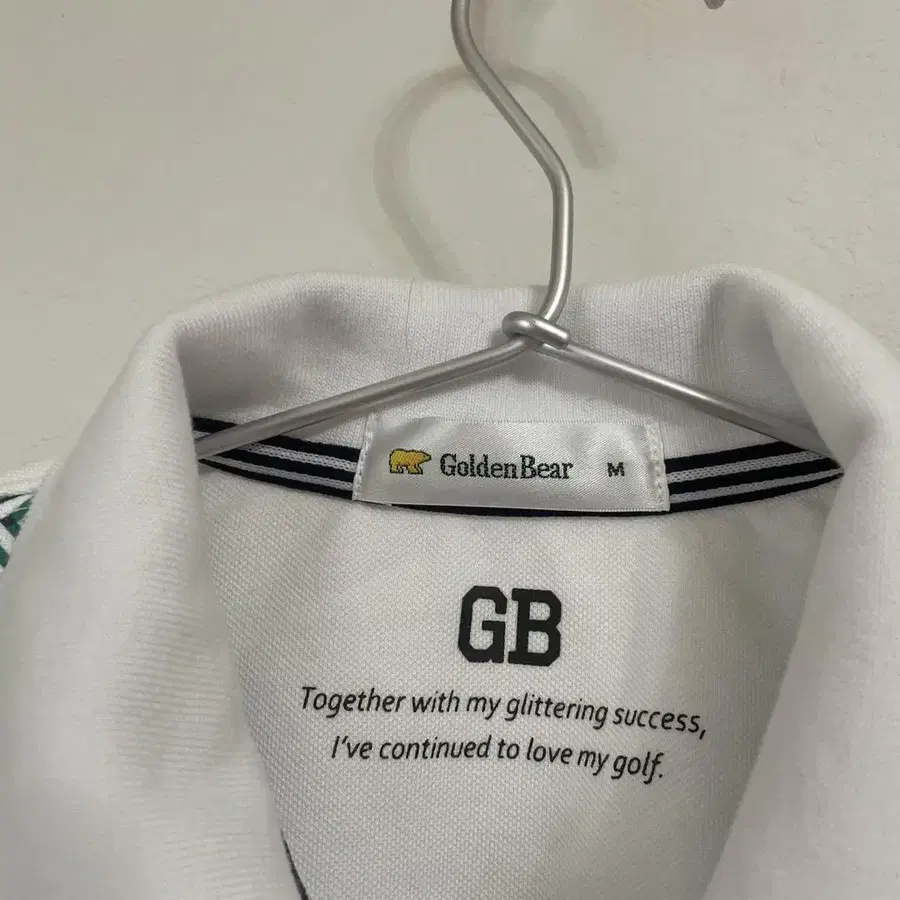 GoldenBear M
GB
Together with my glittering success,
I've continued to love my golf.